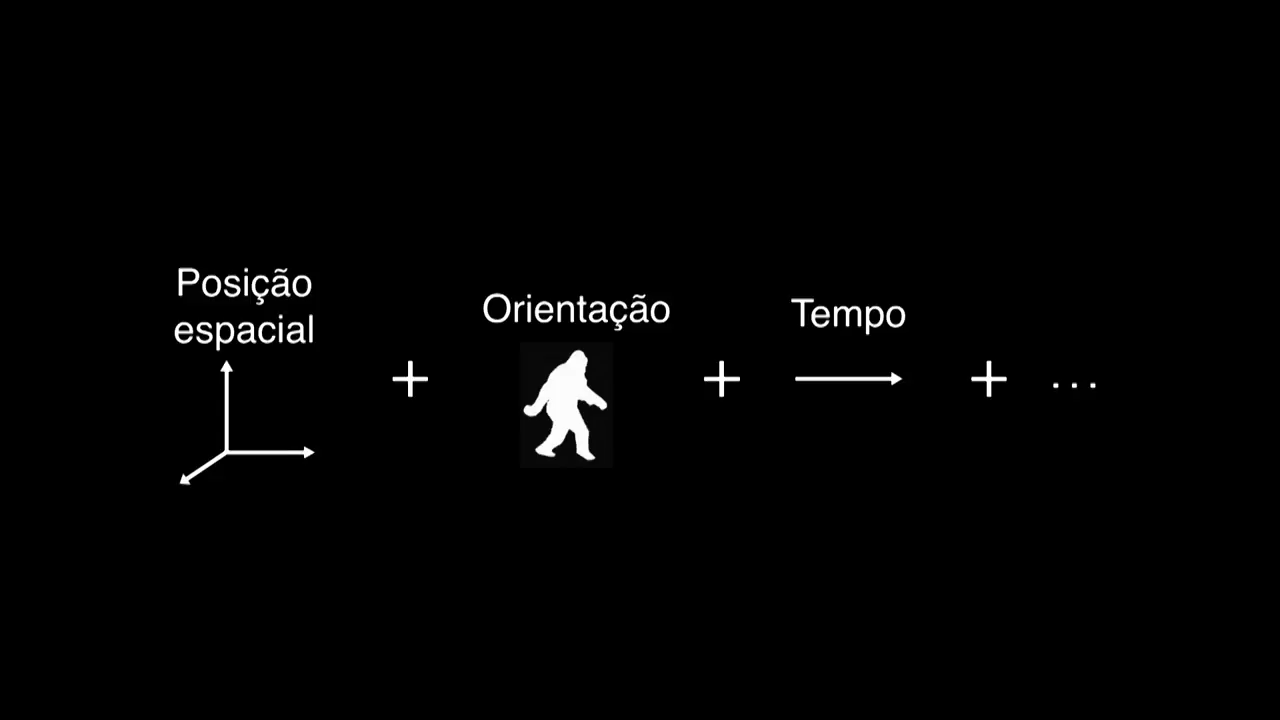 Posição
espacial
Orientação
Tempo
+
+
+ ...